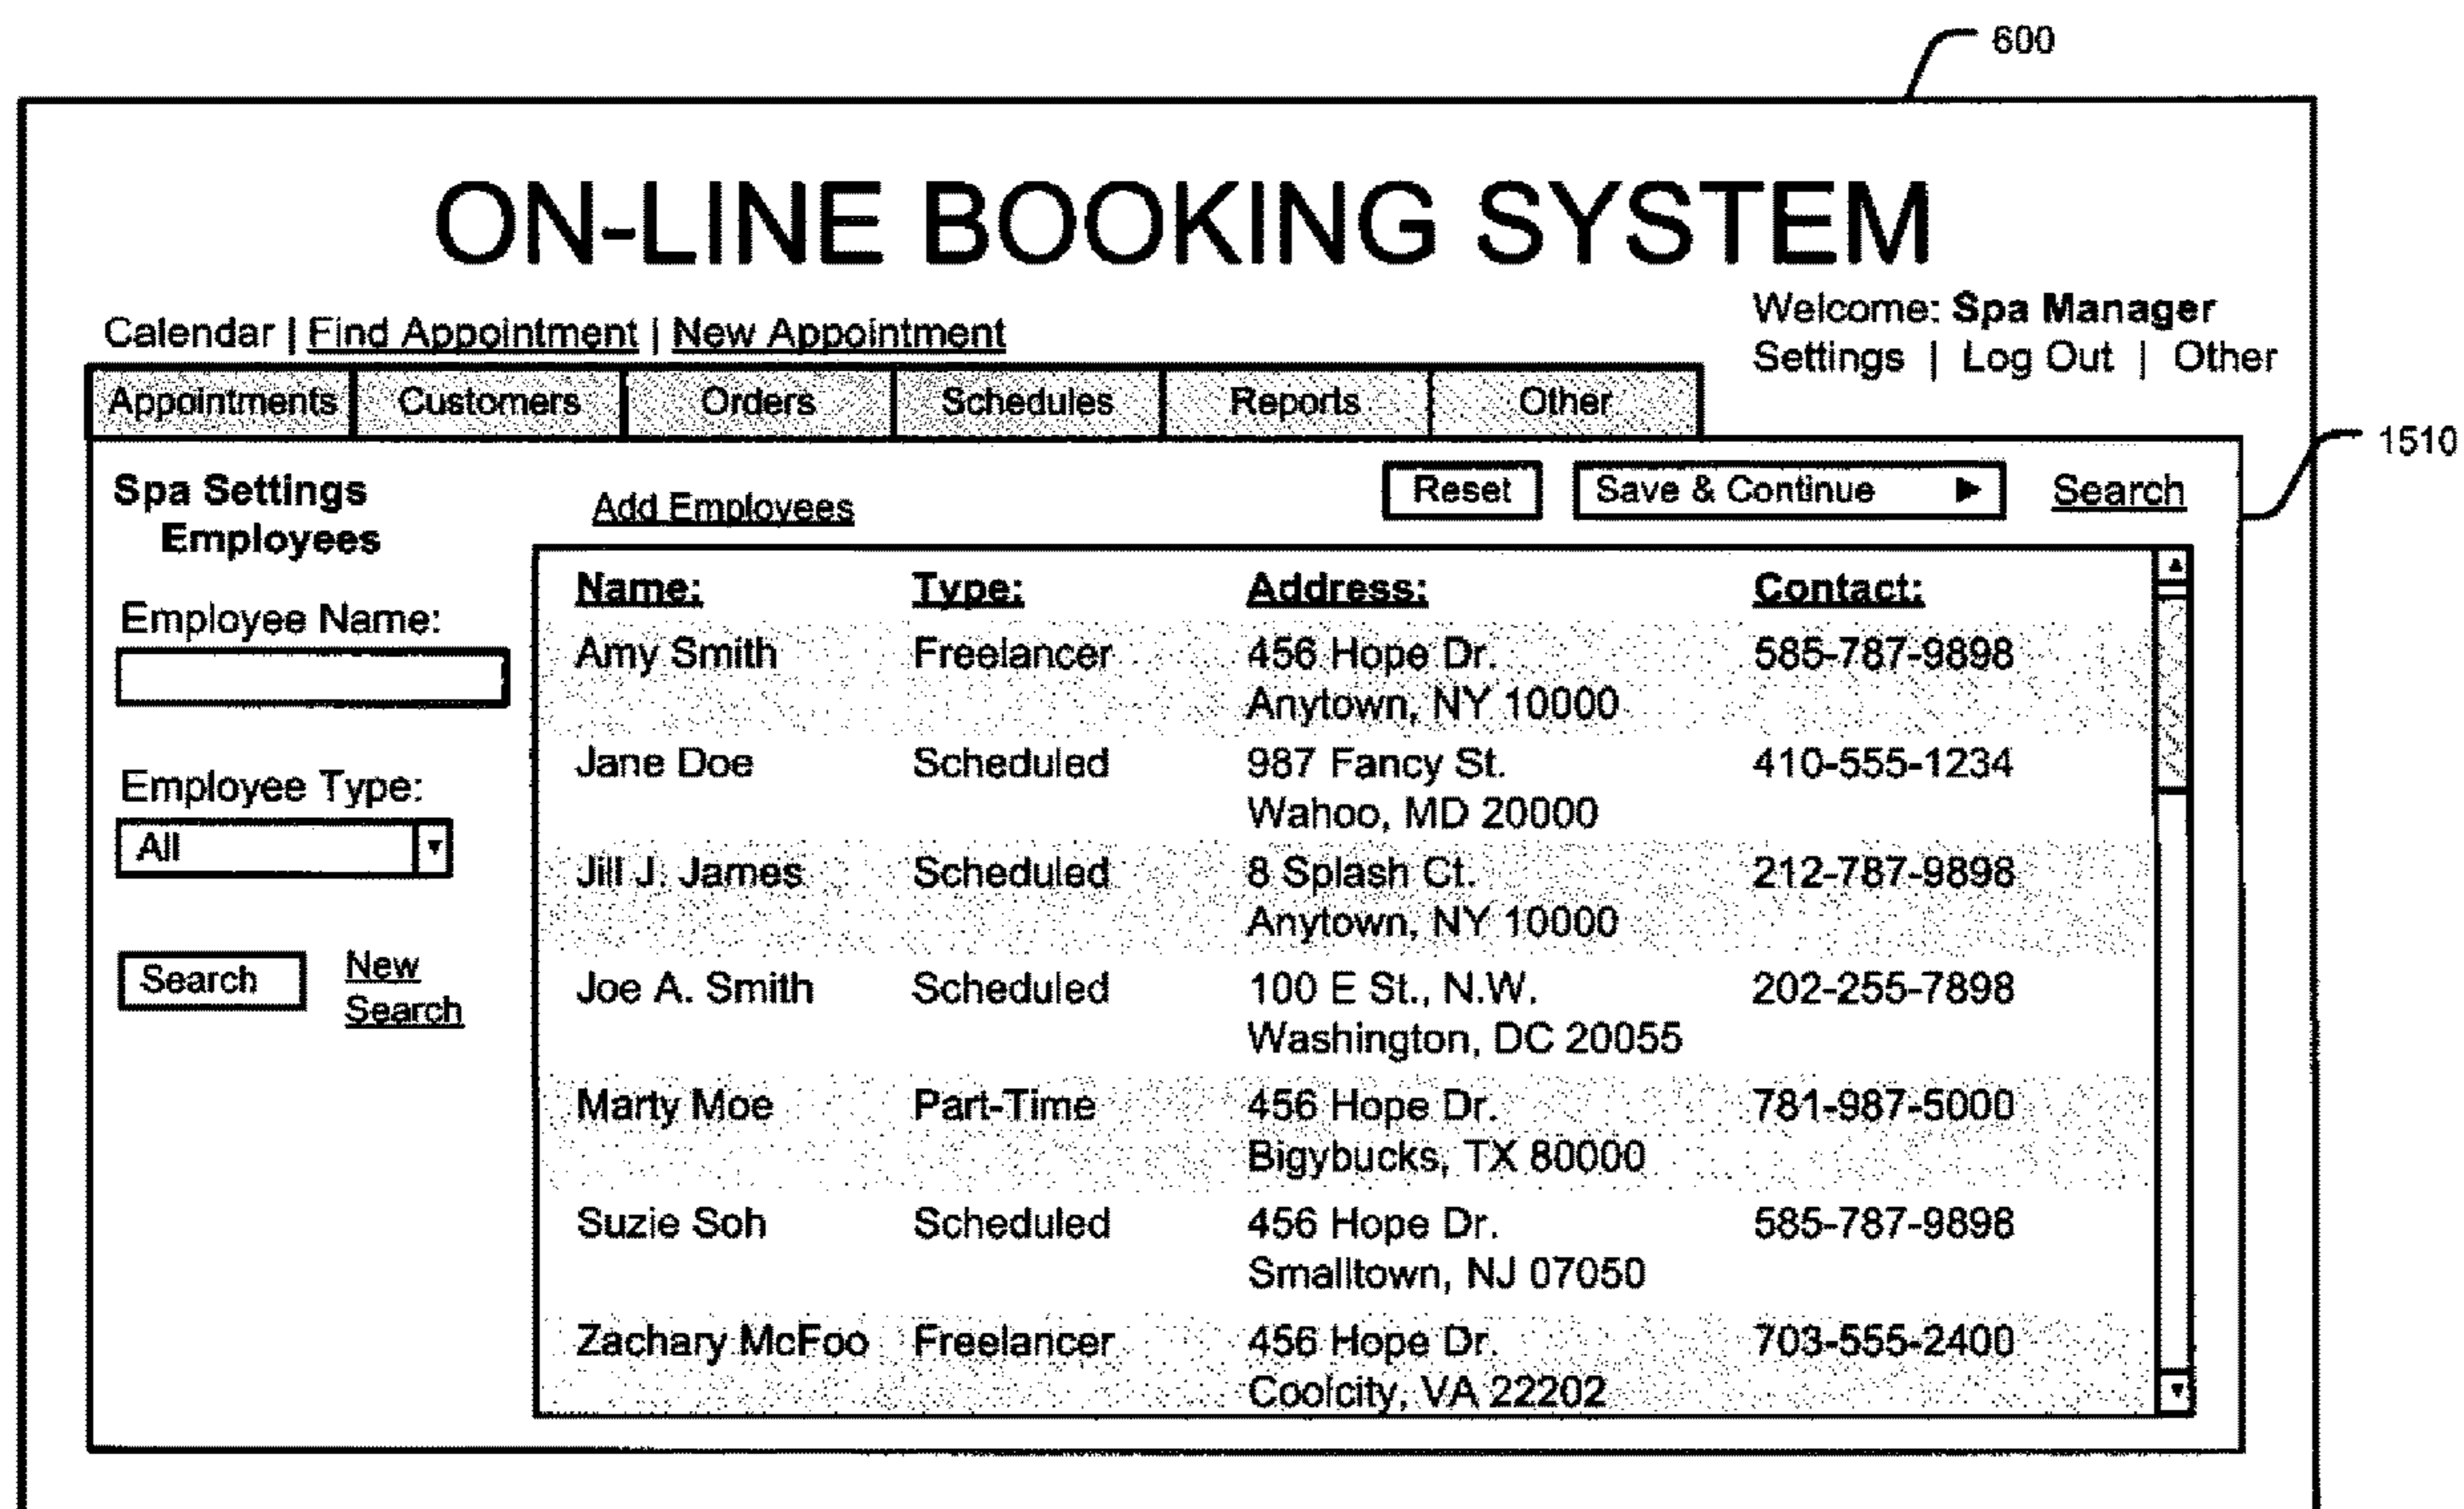 600
ON-LINE BOOKING SYSTEM
Welcome: Spa Manager
Calendar | Find Appointment | New Appointment
Settings | Log Out | Other
Appointments Customers Orders Schedules Reports Other
1510
Spa Settings
Employees
Add Employees Reset Save & Continue Search
Employee Name:
Employee Type:
All
Search New
Search
Name: Type: Address: Contact:
Amy Smith Freelancer 456 Hope Dr. 585-787-9898
Anytown, NY 10000
Jane Doe Scheduled 987 Fancy St. 410-555-1234
Wahoo, MD 20000
Jill J. James Scheduled 8 Splash Ct. 212-787-9898
Anytown, NY 10000
Joe A. Smith Scheduled 100 E St., N.W. 202-255-7898
Washington, DC 20055
Marty Moe Part-Time 456 Hope Dr. 781-987-5000
Bigybucks, TX 80000
Suzie Soh Scheduled 456 Hope Dr. 585-787-9898
Smalltown, NJ 07050
Zachary McFoo Freelancer 456 Hope Dr. 703-555-2400
Coolcity, VA 22202